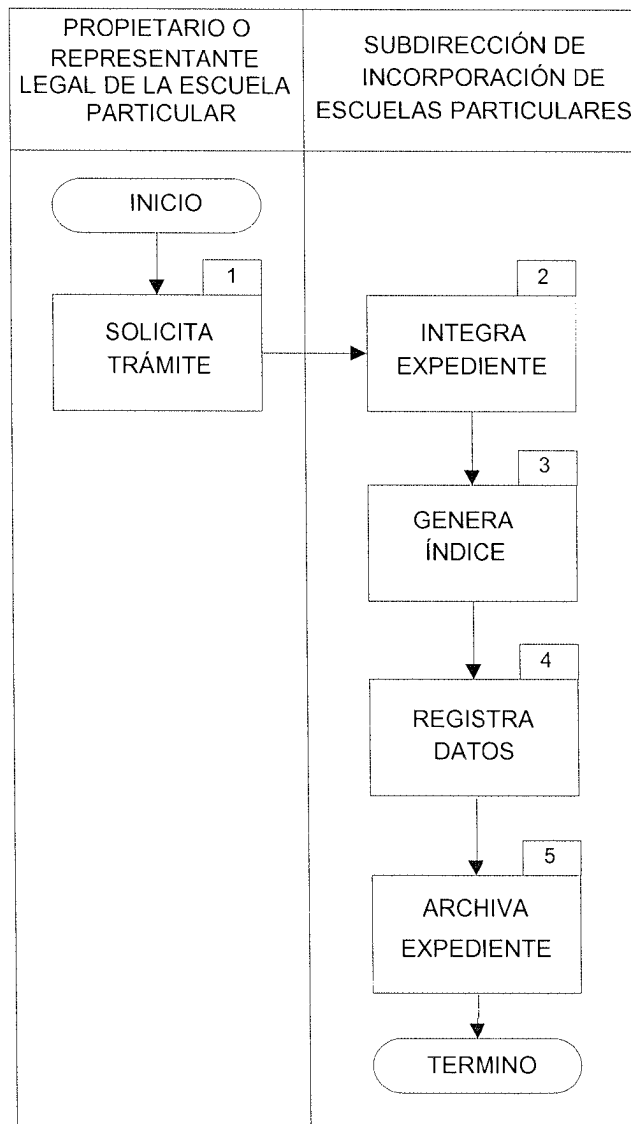 PROPIETARIO O
REPRESENTANTE
LEGAL DE LA ESCUELA
PARTICULAR
SUBDIRECCIÓN DE
INCORPORACIÓN DE
ESCUELAS PARTICULARES
INICIO
1
SOLICITA
TRÁMITE
2
INTEGRA
EXPEDIENTE
3
GENERA
ÍNDICE
4
REGISTRA
DATOS
5
ARCHIVA
EXPEDIENTE
TERMINO